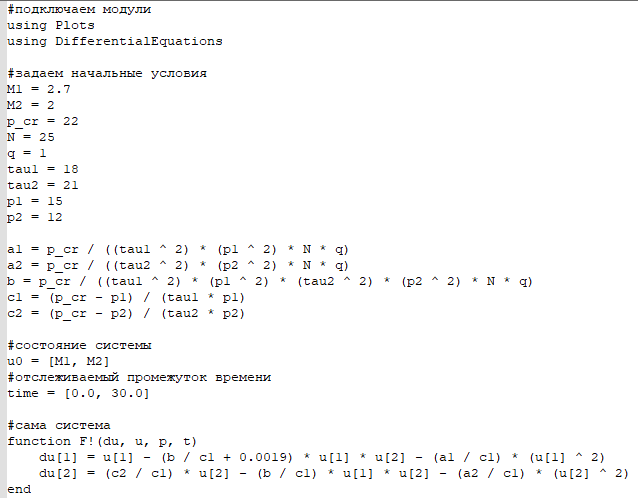 #подключаем модули
using Plots
using DifferentialEquations
#задаем начальные условия
M1 = 2.7
M2 = 2
p_cr = 22
N = 25
q = 1
tau1 = 18
tau2 = 21
p1 = 15
p2 = 12
a1 = p_cr / ((tau1 ^ 2) * (p1 ^ 2) * N * q)
a2 = p_cr / ((tau2 ^ 2) * (p2 ^ 2) * N * q)
b = p_cr / ((tau1 ^ 2) * (p1 ^ 2) * (tau2 ^ 2) * (p2 ^ 2) * N * q)
c1 = (p_cr - p1) / (tau1 * p1)
c2 = (p_cr - p2) / (tau2 * p2)
#состояние системы
u0 = [M1, M2]
#отслеживаемый промежуток времени
time = [0.0, 30.0]
#сама система
function F!(du, u, p, t)
    du[1] = u[1] - (b / c1 + 0.0019) * u[1] * u[2] - (a1 / c1) * (u[1] ^ 2)
    du[2] = (c2 / c1) * u[2] - (b / c1) * u[1] * u[2] - (a2 / c1) * (u[2] ^ 2)
end